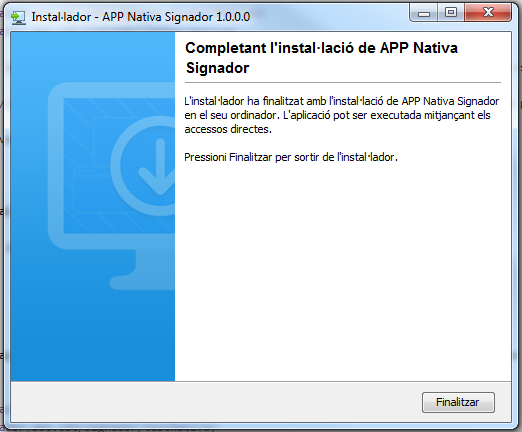 Instal·lador - APP Nativa Signador 1.0.0.0
Completant l'instal·lació de APP Nativa
Signador
L'instal·lador ha finalitzat amb l'instal·lació de APP Nativa Signador
en el seu ordinador. L'aplicació pot ser executada mitjançant els
accessos directes.
Pressioni Finalitzar per sortir de l'instal·lador.
Finalitzar